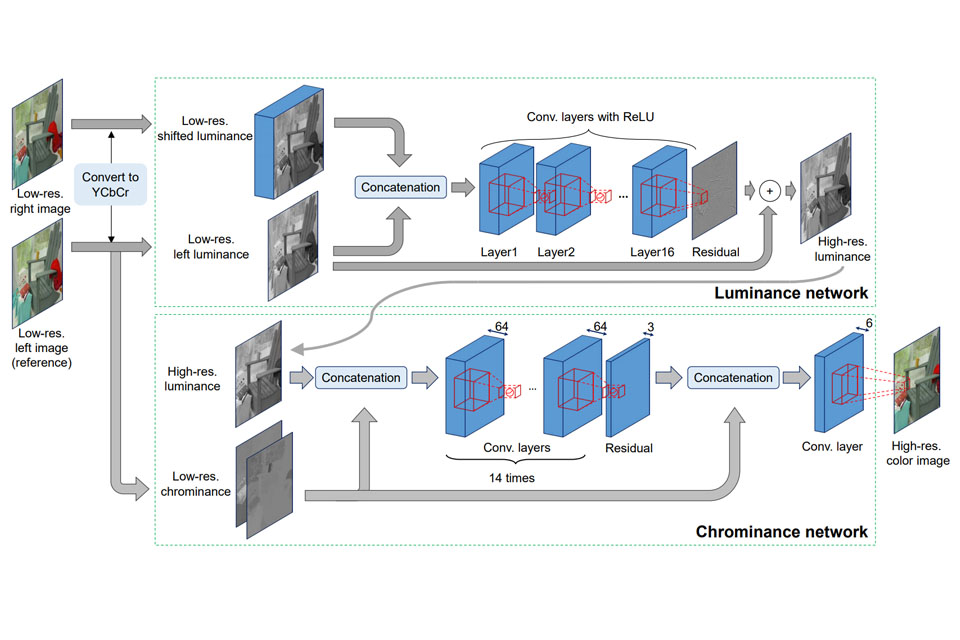 Low-res.
right image
Convert to
YCbCr
Low-res.
left image
(reference)
Low-res.
shifted luminance
Low-res.
left luminance
Concatenation
Conv. layers with ReLU
Layer1
Layer2
...
Layer16
Residual
+
High-res.
luminance
Luminance network
High-res.
luminance
Low-res.
chrominance
Concatenation
64
...
64
3
Conv. layers
14 times
Residual
Concatenation
6
Conv. layer
High-res.
color image
Chrominance network